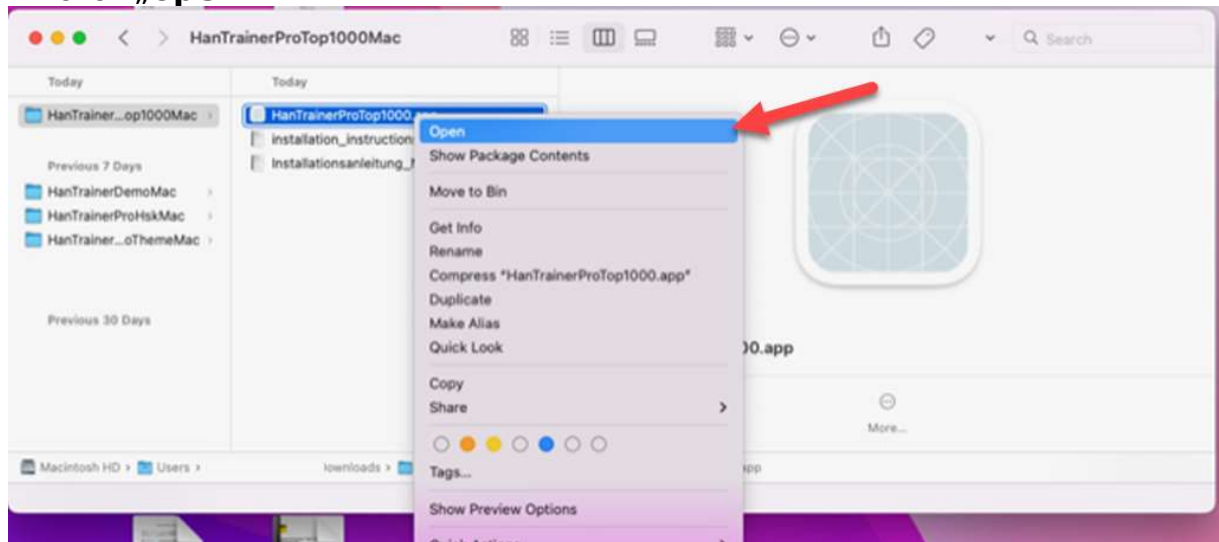 HanTrainerProTop1000Mac
Search
Today
Today
HanTrainer...op1000Mac
HanTrainerProTop1000.app
installation_instruction
Installationsanleitung_
Previous 7 Days
HanTrainerDemoMac
HanTrainerProHskMac
HanTrainer...oThemeMac
Previous 30 Days
Open
Show Package Contents
Move to Bin
Get Info
Rename
Compress "HanTrainerProTop1000.app"
Duplicate
Make Alias
Quick Look
Copy
Share
Tags...
Show Preview Options
00.app
More...
Macintosh HD
Users
ownloads
app